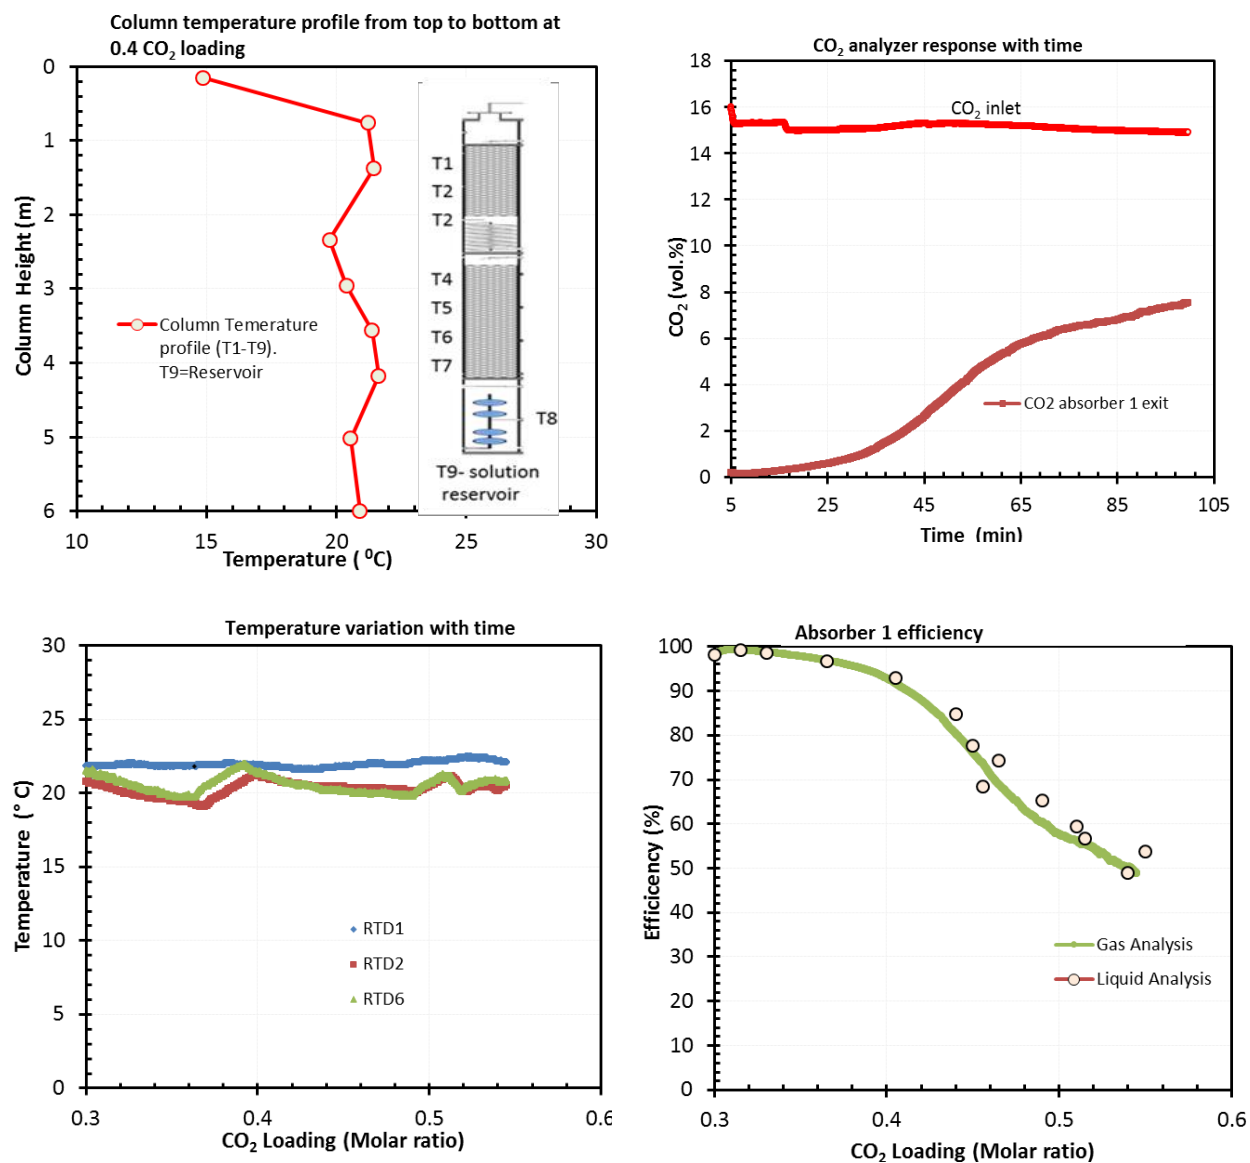 Column temperature profile from top to bottom at
0.4 CO₂ loading
0
1
2
3
4
5
6
10
15
20
25
30
Column Height (m)
Temperature ( ⁰C)
Column Temerature
profile (T1-T9).
T9=Reservoir
T1
T2
T2
T4
T5
T6
T7
T8
T9- solution
reservoir
CO₂ analyzer response with time
18
16
14
12
10
8
6
4
2
0
5
25
45
65
85
105
CO₂ (vol.%)
Time (min)
CO₂ inlet
CO2 absorber 1 exit
Temperature variation with time
30
25
20
15
10
5
0
0.3
0.4
0.5
0.6
Temperature (° C)
CO₂ Loading (Molar ratio)
RTD1
RTD2
RTD6
Absorber 1 efficiency
100
90
80
70
60
50
40
30
20
10
0
0.3
0.4
0.5
0.6
Efficicency (%)
CO₂ Loading (Molar ratio)
Gas Analysis
Liquid Analysis